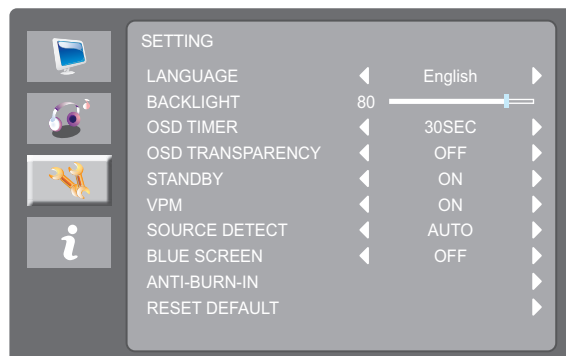 SETTING
LANGUAGE English
BACKLIGHT 80
OSD TIMER 30SEC
OSD TRANSPARENCY OFF
STANDBY ON
VPM ON
SOURCE DETECT AUTO
BLUE SCREEN OFF
ANTI-BURN-IN
RESET DEFAULT
i